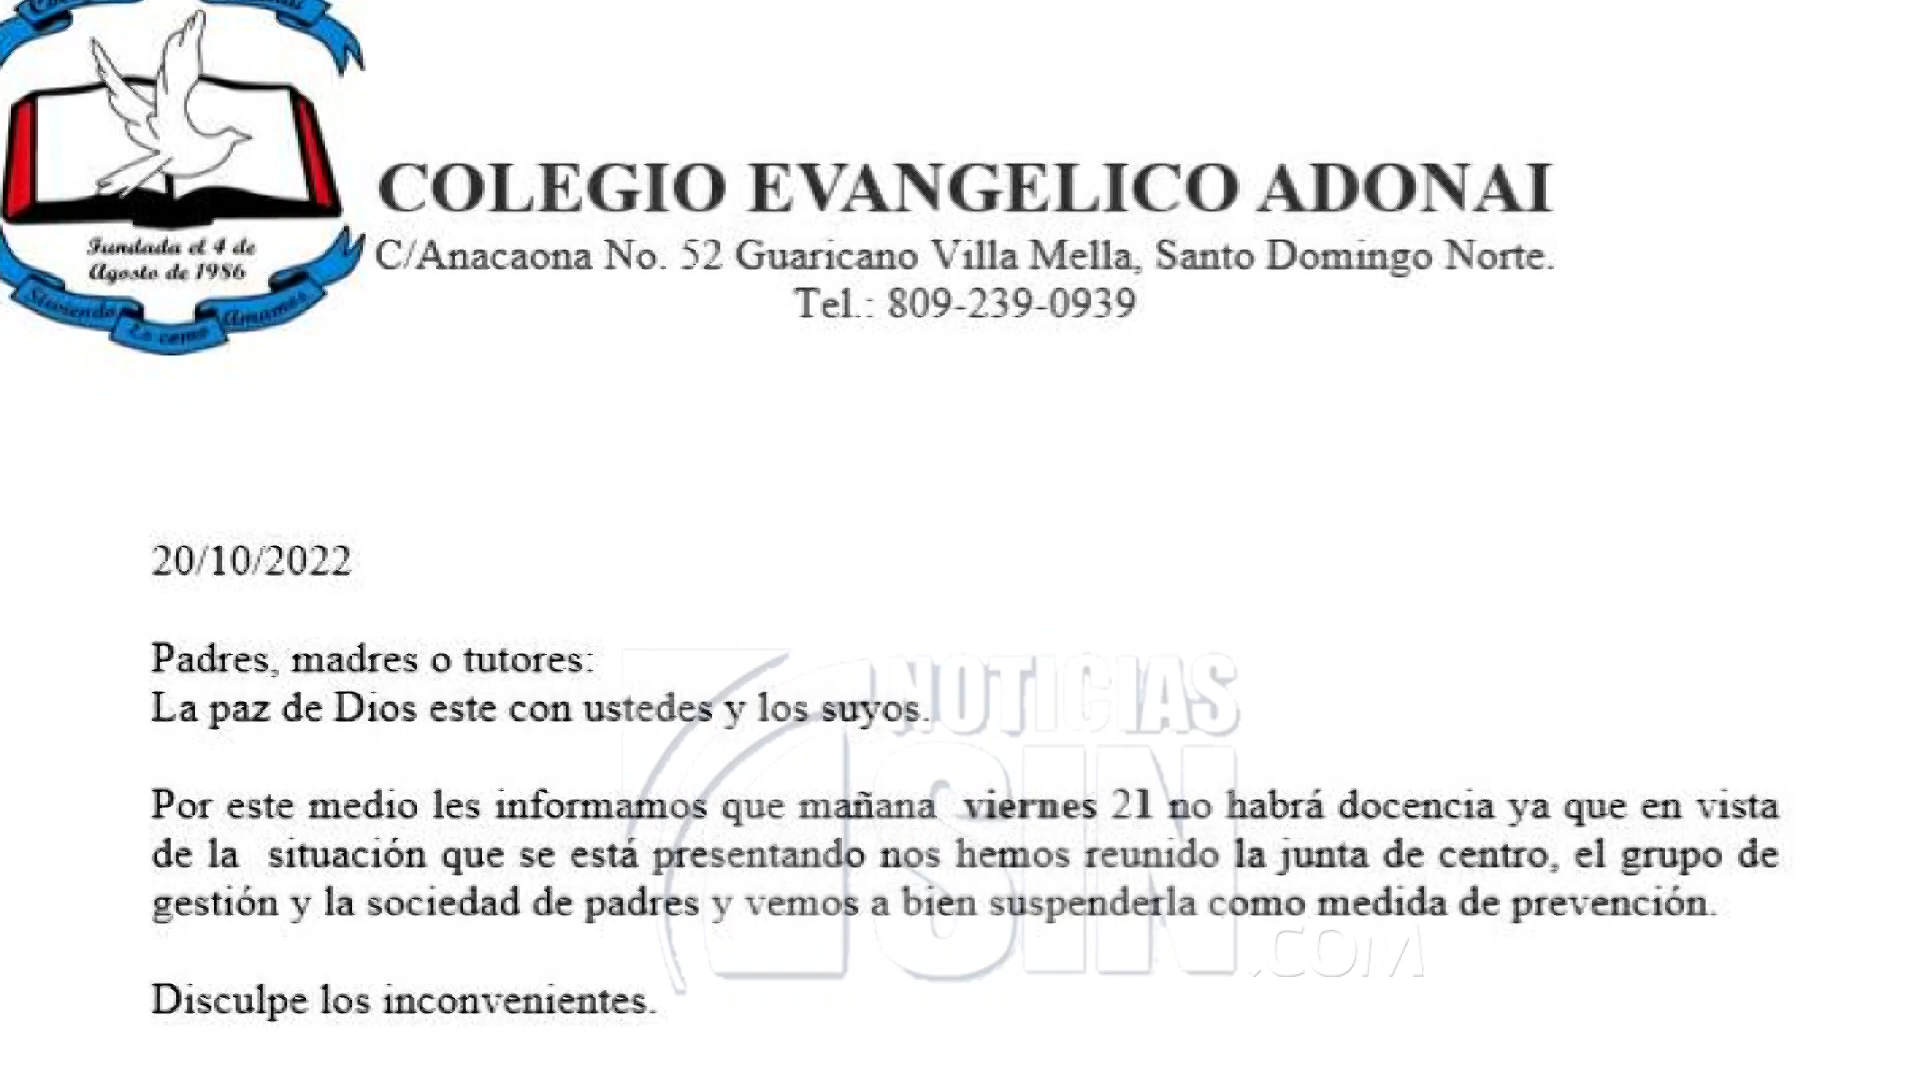 COLEGIO EVANGELICO ADONAI
C/Anacaona No. 52 Guaricano Villa Mella, Santo Domingo Norte.
Tel.: 809-239-0939
Fundada el 4 de
Agosto de 1986
Sirviendo Es como Amamos
20/10/2022
Padres, madres o tutores:
La paz de Dios este con ustedes y los suyos.
Por este medio les informamos que mañana viernes 21 no habrá docencia ya que en vista
de la situación que se está presentando nos hemos reunido la junta de centro, el grupo de
gestión y la sociedad de padres y vemos a bien suspenderla como medida de prevención.
Disculpe los inconvenientes.
NOTICIAS
SIN
.COM